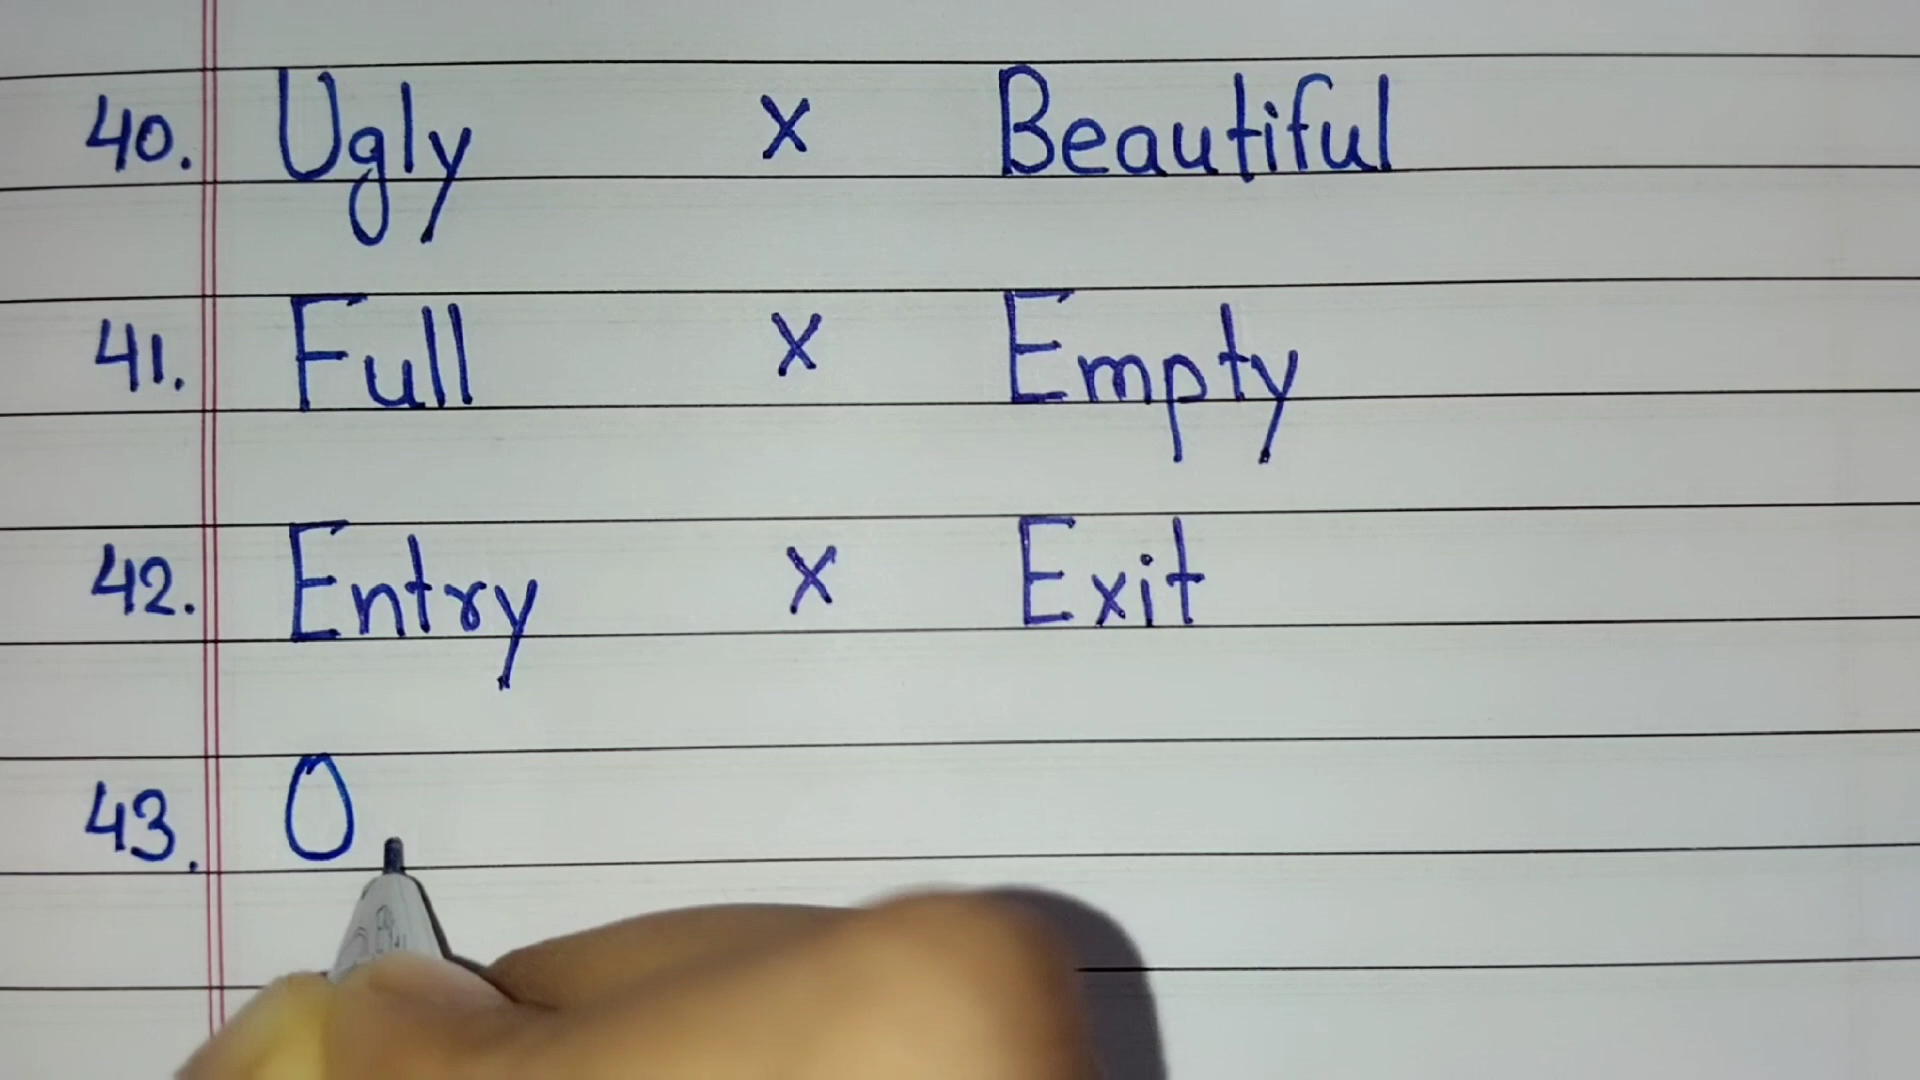 40. Ugly x Beautiful
41. Full x Empty
42. Entry x Exit
43. O